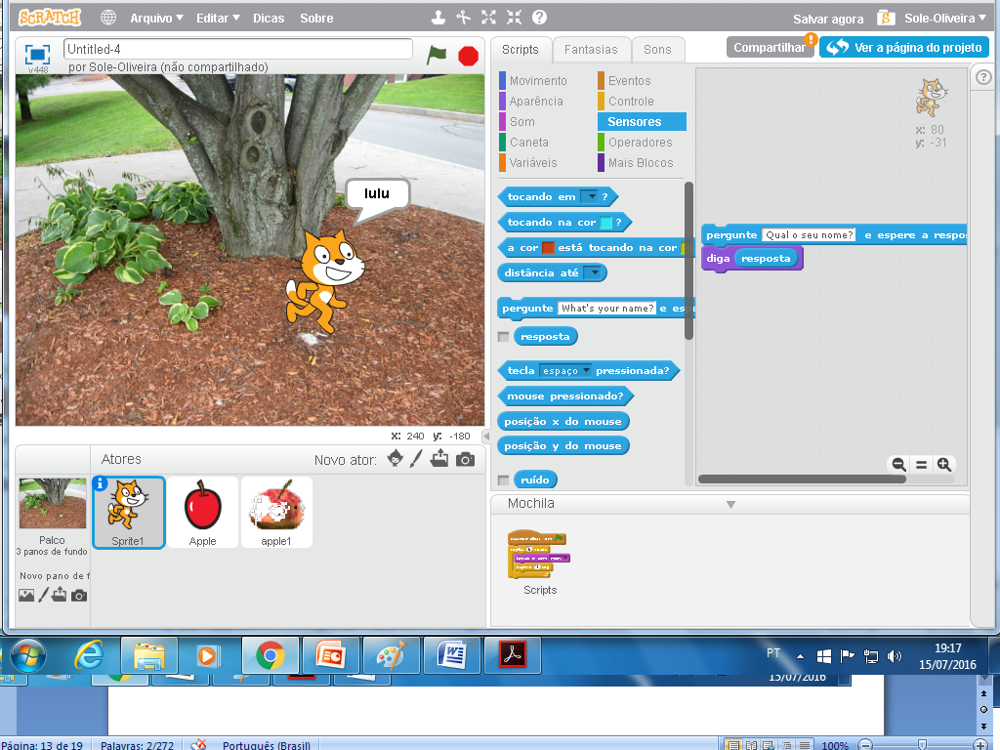 SCRATCH Arquivo Editar Dicas Sobre Salvar agora Sole-Oliveira
v448 Untitled-4
por Sole-Oliveira (não compartilhado)
Scripts Fantasias Sons Compartilhar ! Ver a página do projeto
lulu
Movimento Eventos
Aparência Controle
Som Sensores
Caneta Operadores
Variáveis Mais Blocos
x: 80
y: -31
tocando em ?
tocando na cor ?
a cor está tocando na cor
distância até
pergunte What's your name? e esp
resposta
tecla espaço pressionada?
mouse pressionado?
posição x do mouse
posição y do mouse
ruído
pergunte Qual o seu nome? e espere a respos
diga resposta
x: 240 y: -180
Atores Novo ator:
Palco
3 panos de fundo
Novo pano de f
Sprite1 Apple apple1
Mochila
Scripts
PT 19:17
15/07/2016
15/07/2016
Página: 13 de 19 Palavras: 2/272 Português (Brasil) 100%